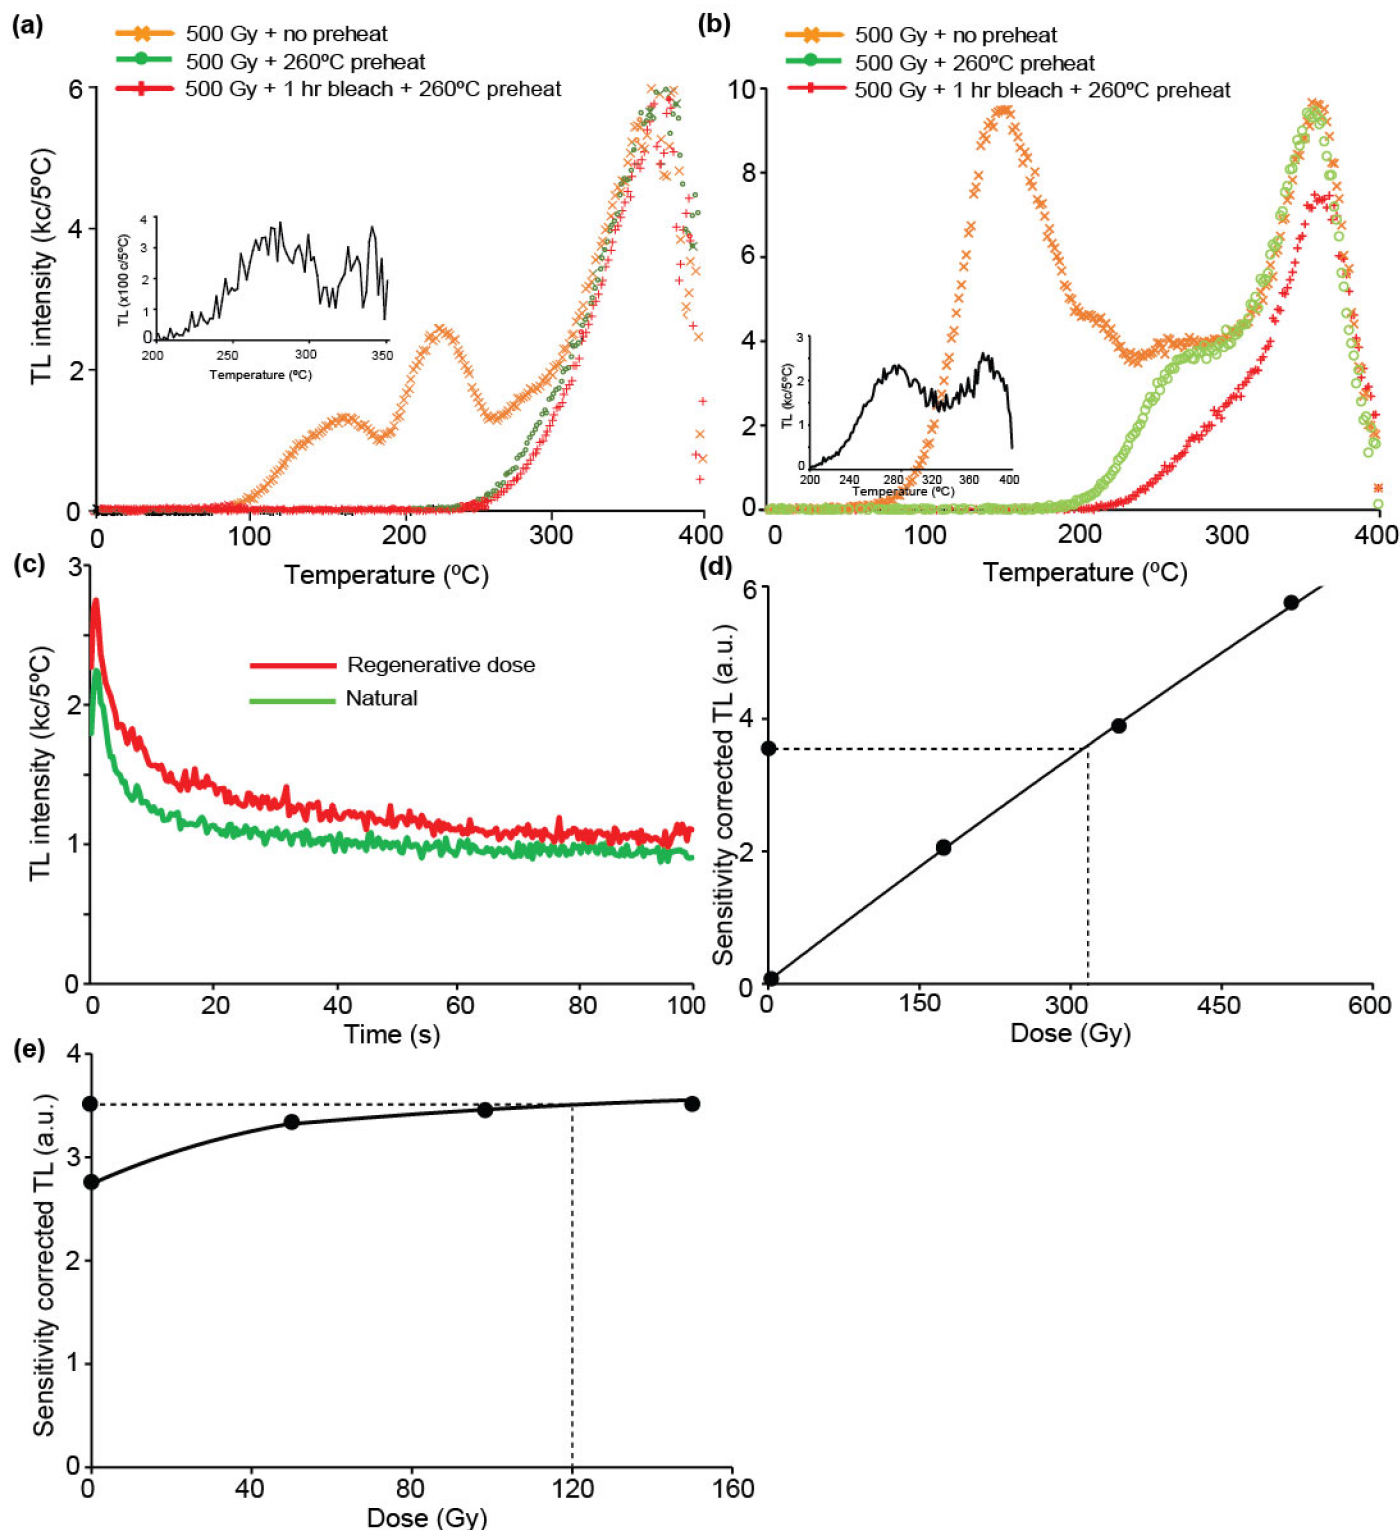 (a)
500 Gy + no preheat
500 Gy + 260ºC preheat
500 Gy + 1 hr bleach + 260ºC preheat
TL intensity (kc/5ºC)
6
4
2
0
0 100 200 300 400
Temperature (ºC)
TL (x100 c/5ºC)
4
3
2
1
0
200 250 300 350
Temperature (ºC)
(b)
500 Gy + no preheat
500 Gy + 260ºC preheat
500 Gy + 1 hr bleach + 260ºC preheat
10
8
6
4
2
0
TL intensity (kc/5ºC)
0 100 200 300 400
Temperature (ºC)
TL (kc/5ºC)
3
2
1
0
200 240 280 320 360 400
Temperature (ºC)
(c)
3
2
1
0
TL intensity (kc/5ºC)
Regenerative dose
Natural
0 20 40 60 80 100
Time (s)
(d)
6
4
2
0
Sensitivity corrected TL (a.u.)
0 150 300 450 600
Dose (Gy)
(e)
4
3
2
1
0
Sensitivity corrected TL (a.u.)
0 40 80 120 160
Dose (Gy)